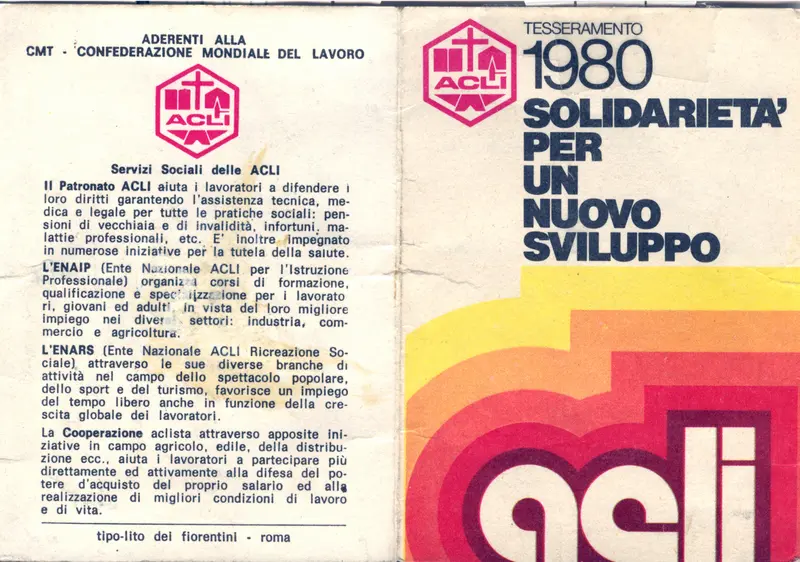 ADERENTI ALLA
CMT - CONFEDERAZIONE MONDIALE DEL LAVORO
ACLI
Servizi Sociali delle ACLI
Il Patronato ACLI aiuta i lavoratori a difendere i
loro diritti garantendo l'assistenza tecnica, me-
dica e legale per tutte le pratiche sociali: pen-
sioni di vecchiaia e di invalidità, infortuni, ma-
lattie professionali, etc. E' inoltre impegnato
in numerose iniziative per la tutela della salute.
L'ENAIP (Ente Nazionale ACLI per l'Istruzione
Professionale) organizza corsi di formazione,
qualificazione e specializzazione per i lavorato
ri, giovani ed adulti, in vista del loro migliore
impiego nei diversi settori: industria, com-
mercio e agricoltura.
L'ENARS (Ente Nazionale ACLI Ricreazione So-
ciale) attraverso le sue diverse branche di
attività nel campo dello spettacolo popolare,
dello sport e del turismo, favorisce un impiego
del tempo libero anche in funzione della cre-
scita globale dei lavoratori.
La Cooperazione aclista attraverso apposite ini-
ziative in campo agricolo, edile, della distribu-
zione ecc., aiuta i lavoratori a partecipare più
direttamente ed attivamente alla difesa del po-
tere d'acquisto del proprio salario ed alla
realizzazione di migliori condizioni di lavoro
e di vita.
tipo-lito dei fiorentini - roma
ACLI
TESSERAMENTO
1980
SOLIDARIETA'
PER
UN
NUOVO
SVILUPPO
acli